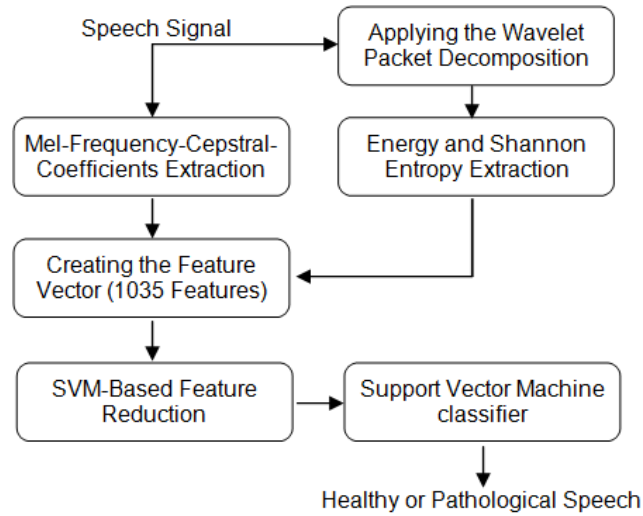 Speech Signal
Applying the Wavelet
Packet Decomposition
Mel-Frequency-Cepstral-
Coefficients Extraction
Energy and Shannon
Entropy Extraction
Creating the Feature
Vector (1035 Features)
SVM-Based Feature
Reduction
Support Vector Machine
classifier
Healthy or Pathological Speech